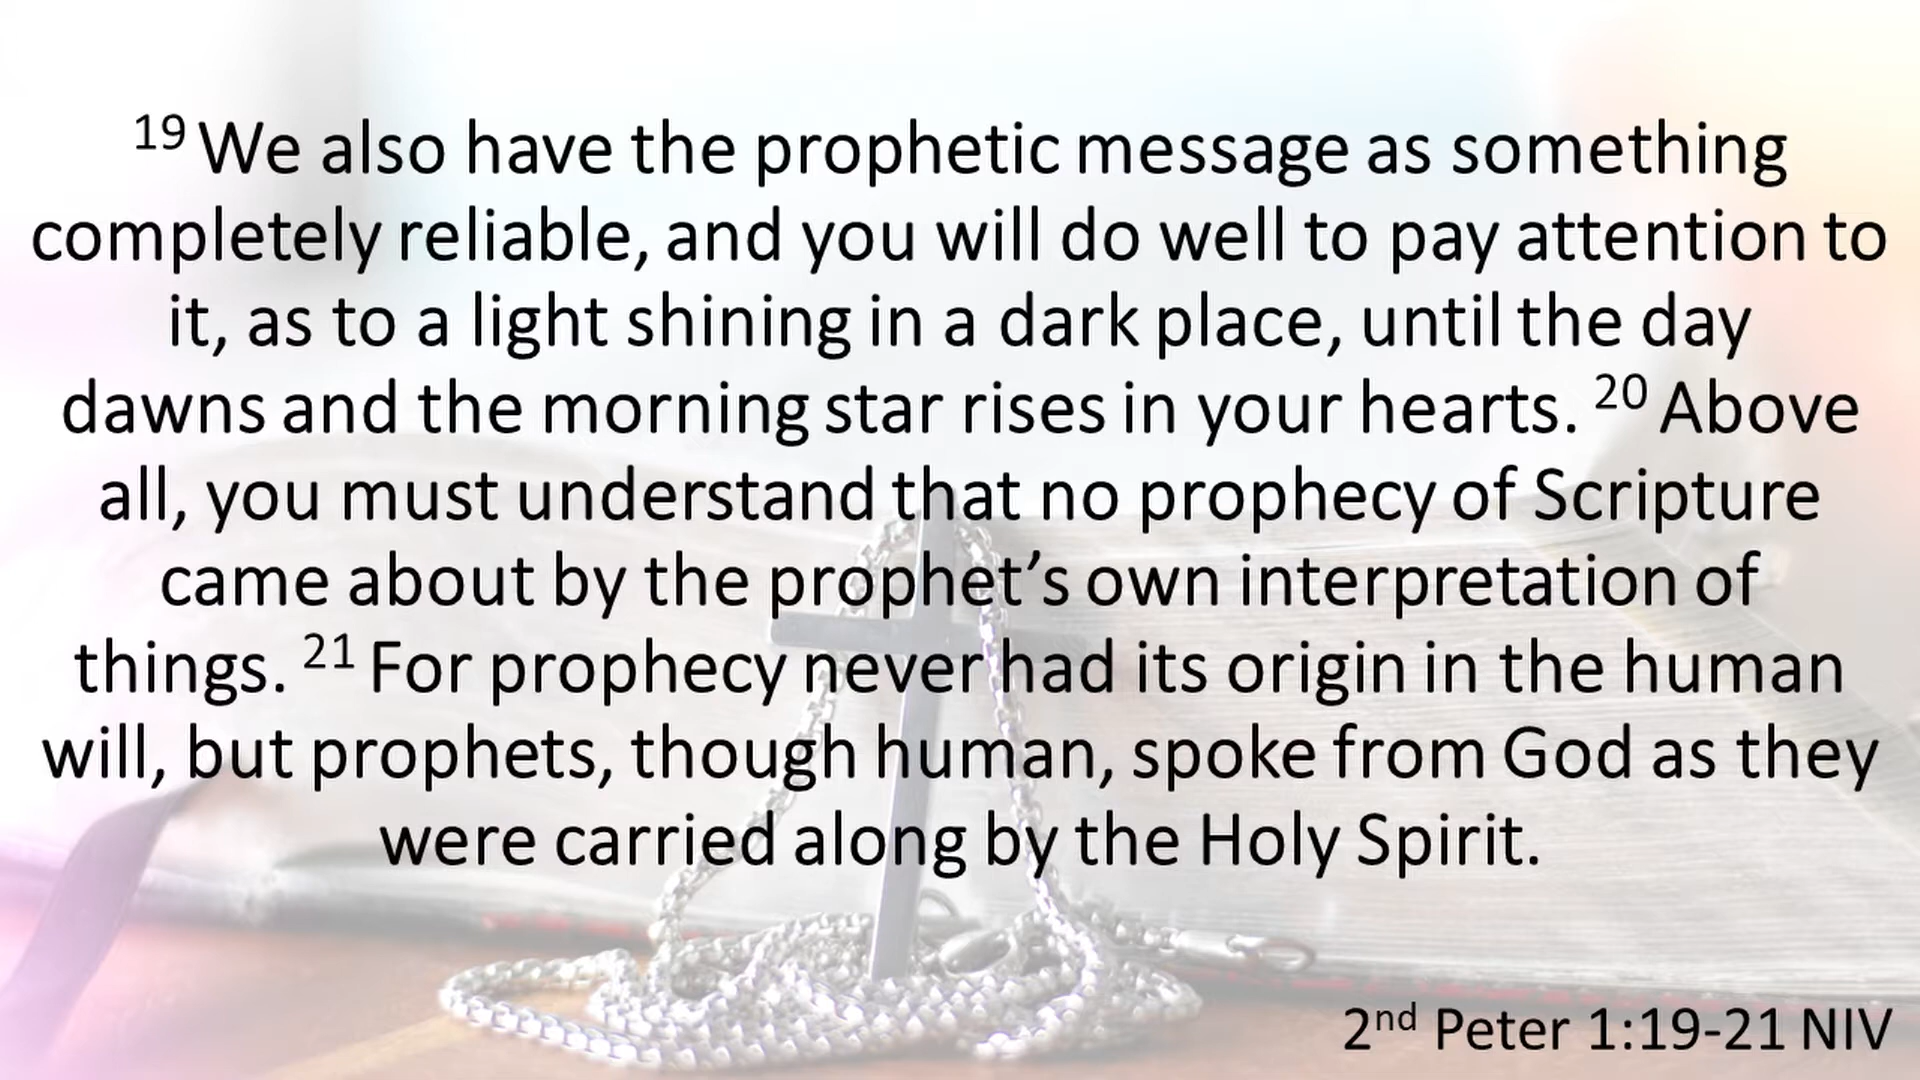 19 We also have the prophetic message as something
completely reliable, and you will do well to pay attention to
it, as to a light shining in a dark place, until the day
dawns and the morning star rises in your hearts. 20 Above
all, you must understand that no prophecy of Scripture
came about by the prophet’s own interpretation of
things. 21 For prophecy never had its origin in the human
will, but prophets, though human, spoke from God as they
were carried along by the Holy Spirit.
2nd Peter 1:19-21 NIV